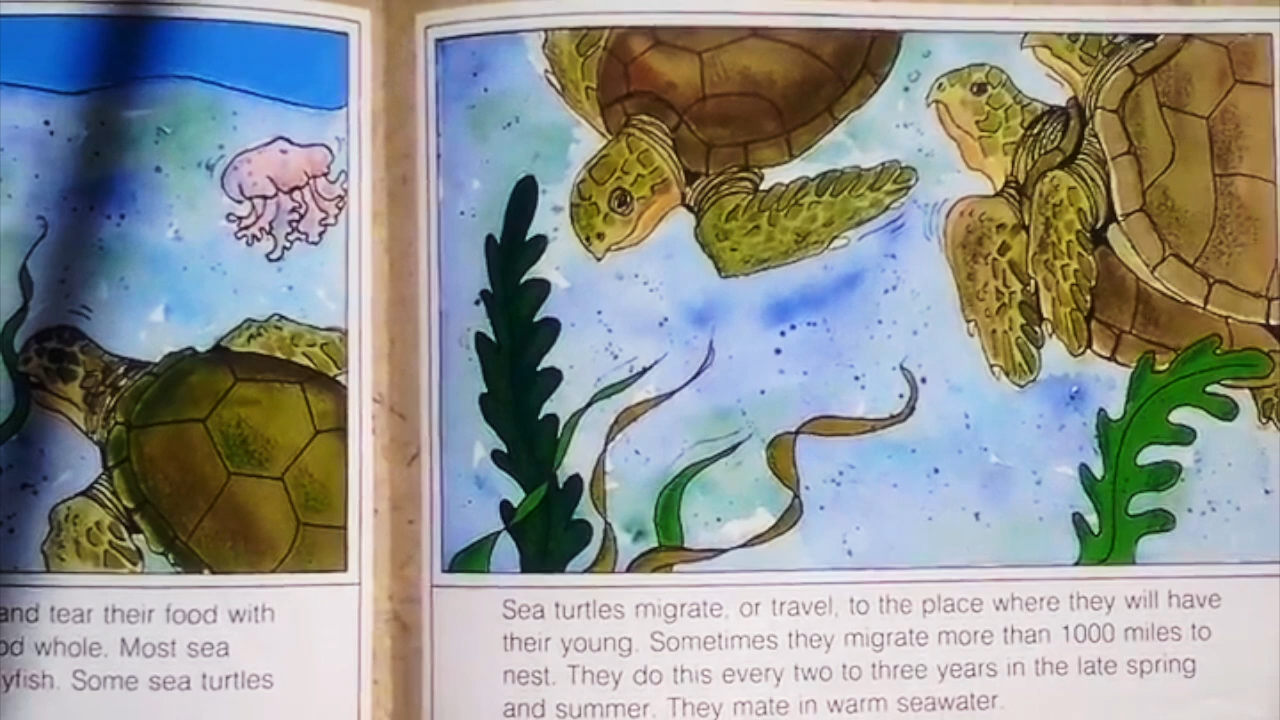 and tear their food with
whole. Most sea
Some sea turtles
Sea turtles migrate, or travel, to the place where they will have
their young. Sometimes they migrate more than 1000 miles to
nest. They do this every two to three years in the late spring
and summer. They mate in warm seawater.